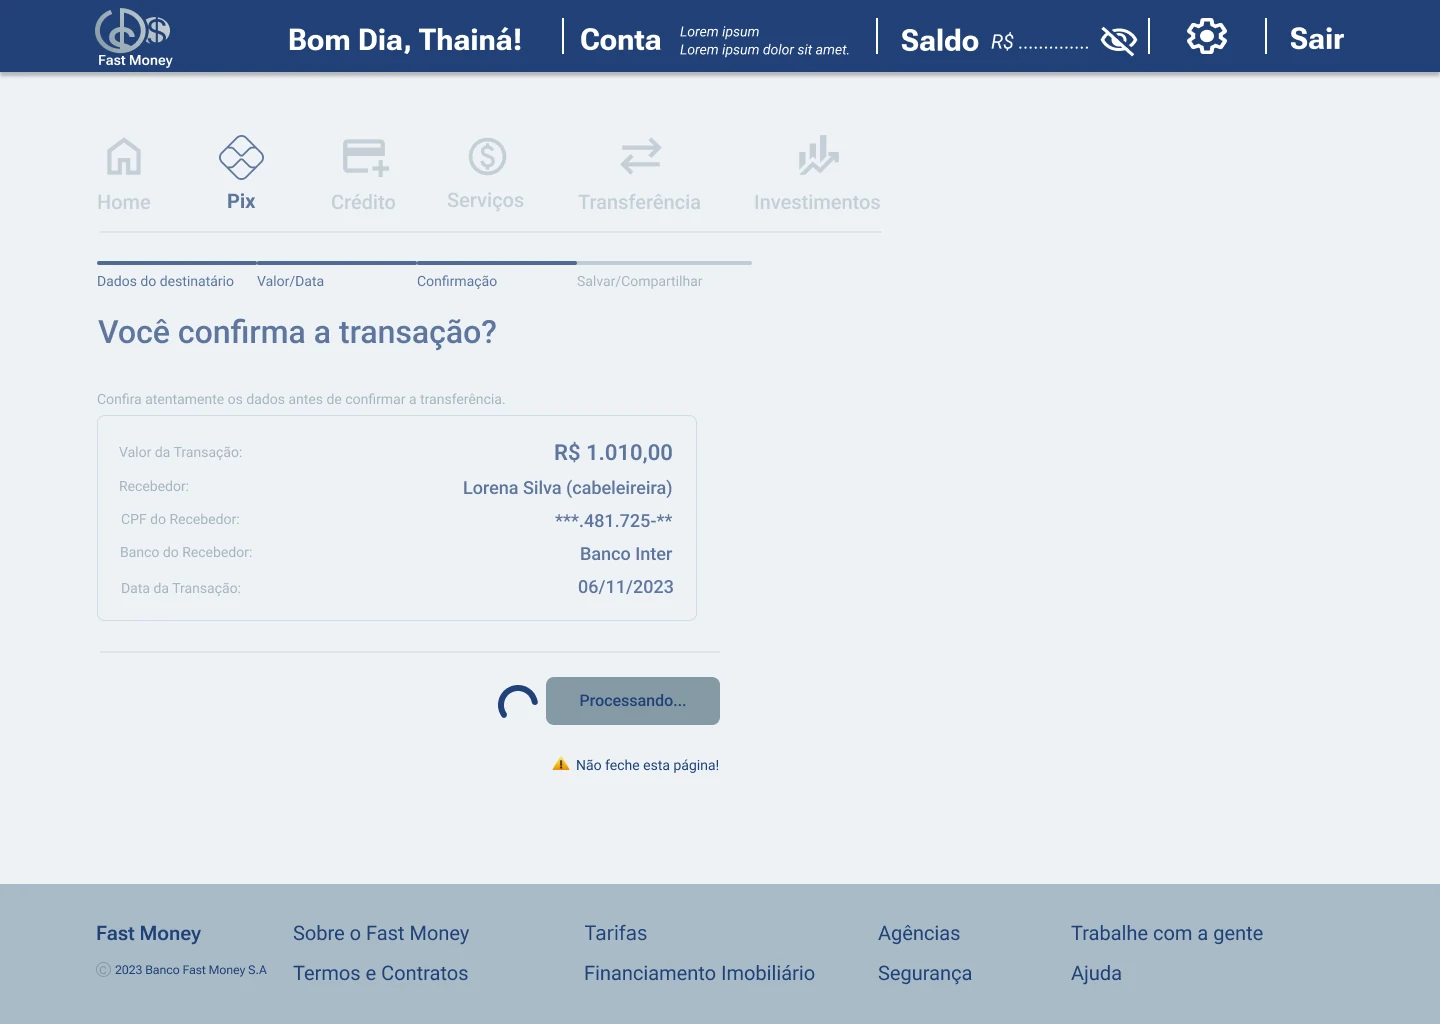 Fast Money
Bom Dia, Thainá!
Conta
Lorem ipsum
Lorem ipsum dolor sit amet.
Saldo R$ ..............
Sair
Home
Pix
Crédito
Serviços
Transferência
Investimentos
Dados do destinatário
Valor/Data
Confirmação
Salvar/Compartilhar
Você confirma a transação?
Confira atentamente os dados antes de confirmar a transferência.
Valor da Transação: R$ 1.010,00
Recebedor: Lorena Silva (cabeleireira)
CPF do Recebedor: ***.481.725-**
Banco do Recebedor: Banco Inter
Data da Transação: 06/11/2023
Processando...
Não feche esta página!
Fast Money
© 2023 Banco Fast Money S.A
Sobre o Fast Money
Termos e Contratos
Tarifas
Financiamento Imobiliário
Agências
Segurança
Trabalhe com a gente
Ajuda